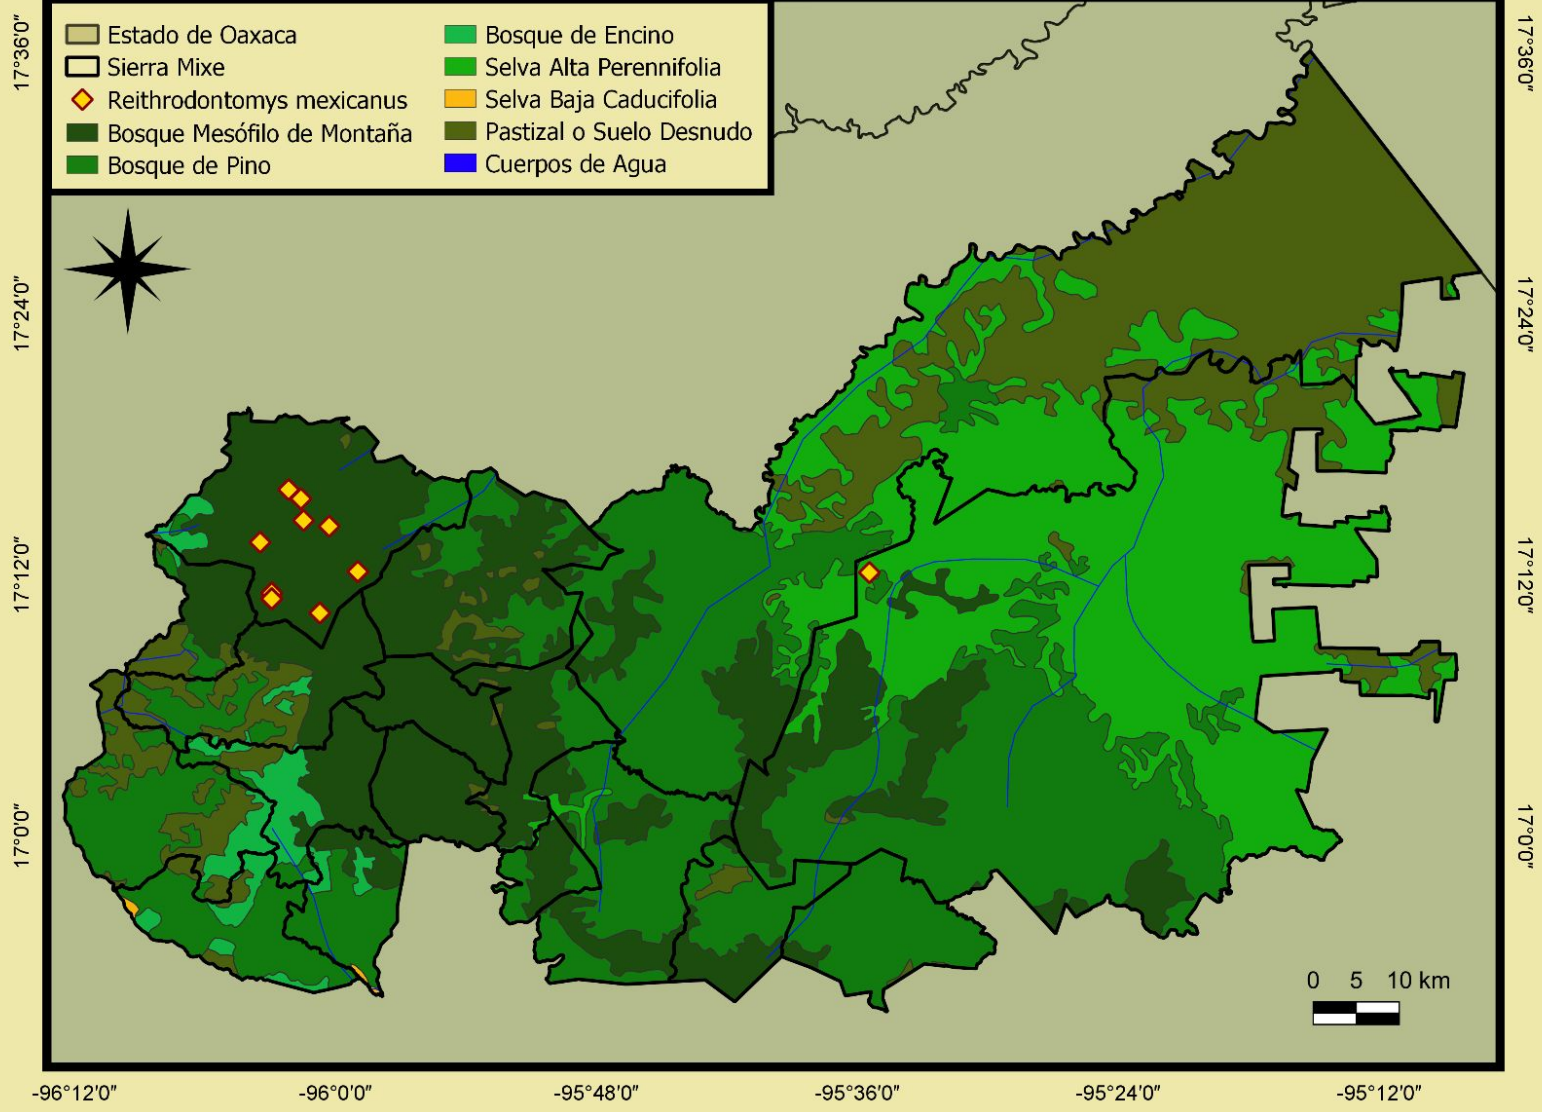 Estado de Oaxaca
Sierra Mixe
Reithrodontomys mexicanus
Bosque Mesófilo de Montaña
Bosque de Pino
Bosque de Encino
Selva Alta Perennifolia
Selva Baja Caducifolia
Pastizal o Suelo Desnudo
Cuerpos de Agua
17°36'0"
17°24'0"
17°12'0"
17°0'0"
17°36'0"
17°24'0"
17°12'0"
17°0'0"
0 5 10 km
-96°12'0"
-96°0'0"
-95°48'0"
-95°36'0"
-95°24'0"
-95°12'0"